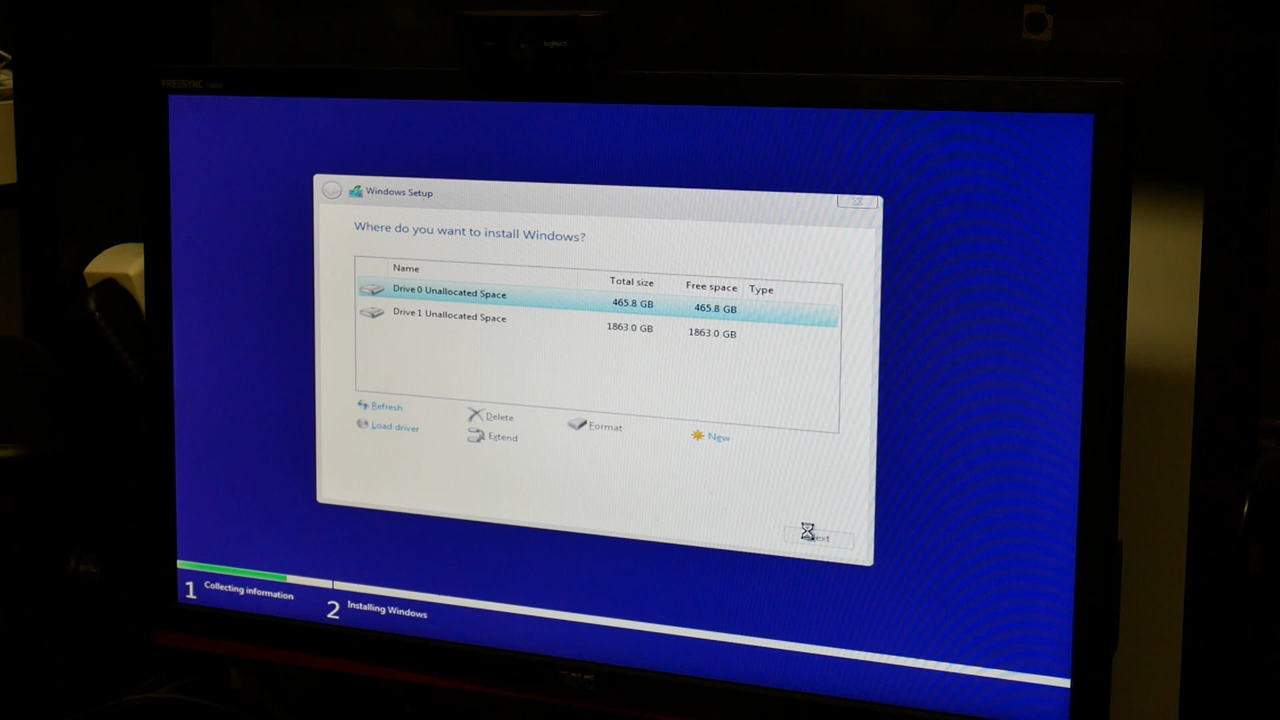 logitech
FREESYNC
Windows Setup
Where do you want to install Windows?
Name Total size Free space Type
Drive 0 Unallocated Space 465.8 GB 465.8 GB
Drive 1 Unallocated Space 1863.0 GB 1863.0 GB
Refresh Delete Format New
Load driver Extend
1 Collecting information
2 Installing Windows